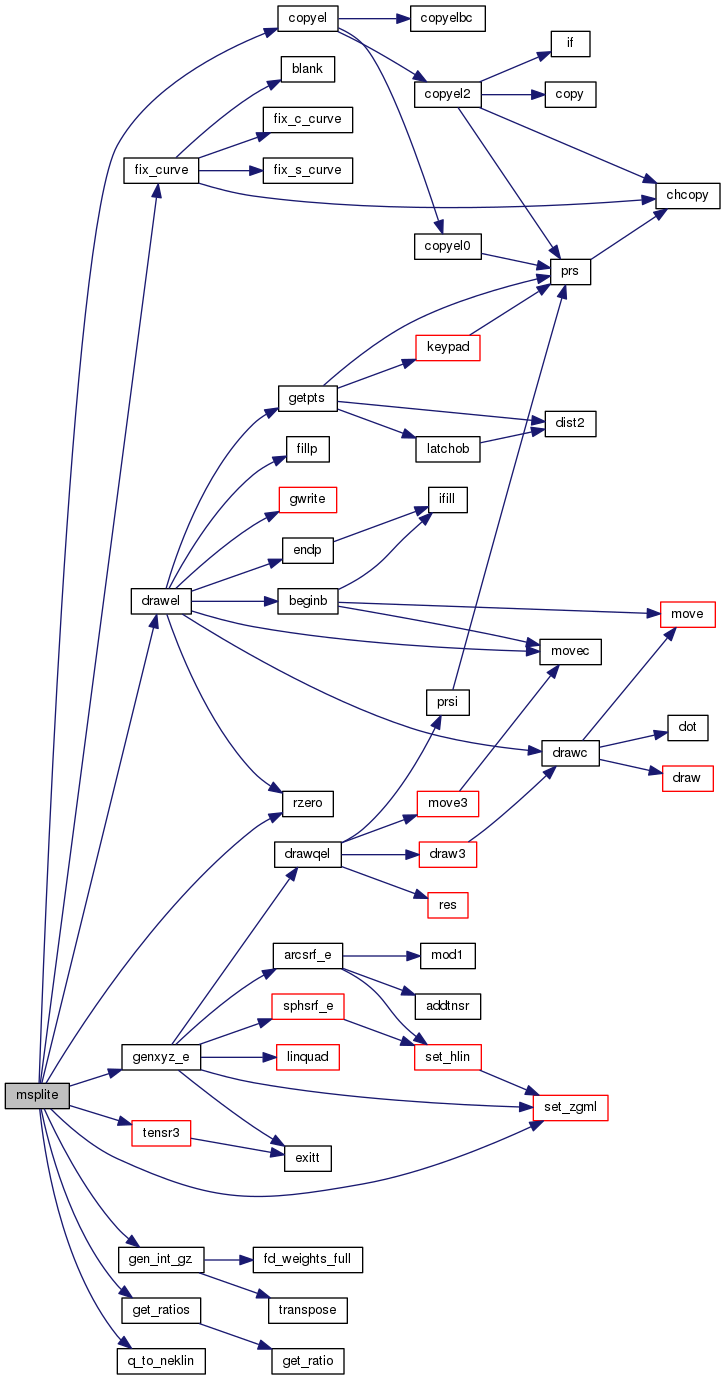 copyel
copyelbc
if
blank
copyel2
copy
fix_c_curve
fix_curve
fix_s_curve
chcopy
copyel0
prs
keypad
getpts
dist2
fillp
latchob
gwrite
ifill
endp
drawel
beginb
move
movec
prsi
dot
drawc
draw
rzero
move3
drawqel
draw3
res
arcsrf_e
mod1
sphsrf_e
addtnsr
genxyz_e
linquad
set_hlin
msplite
set_zgml
tensr3
exitt
gen_int_gz
fd_weights_full
get_ratios
transpose
q_to_neklin
get_ratio